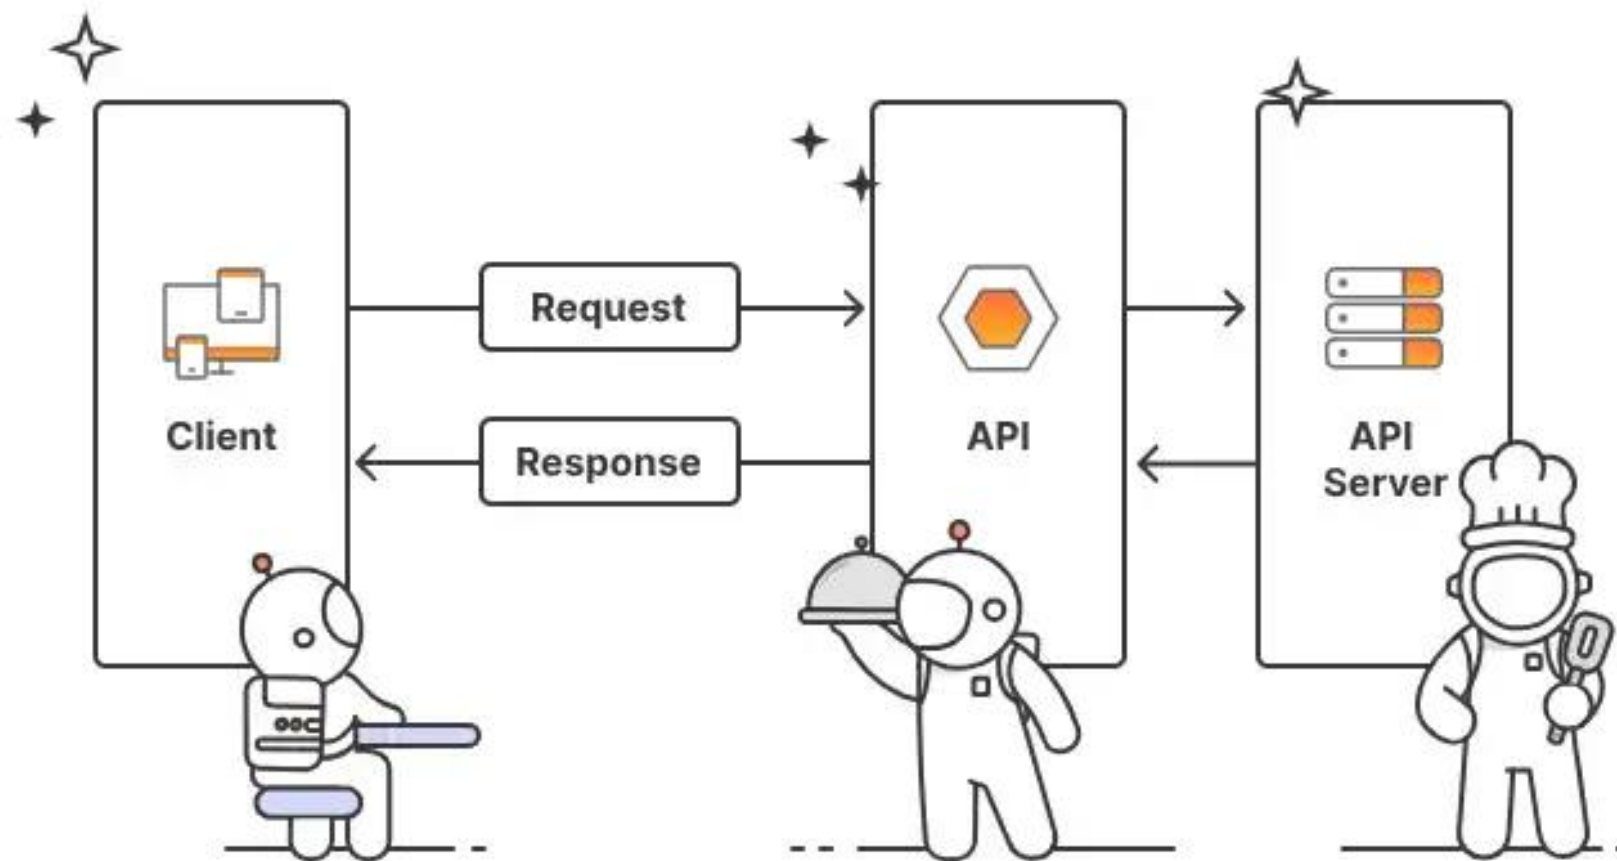 Request
Client
Response
API
API
Server